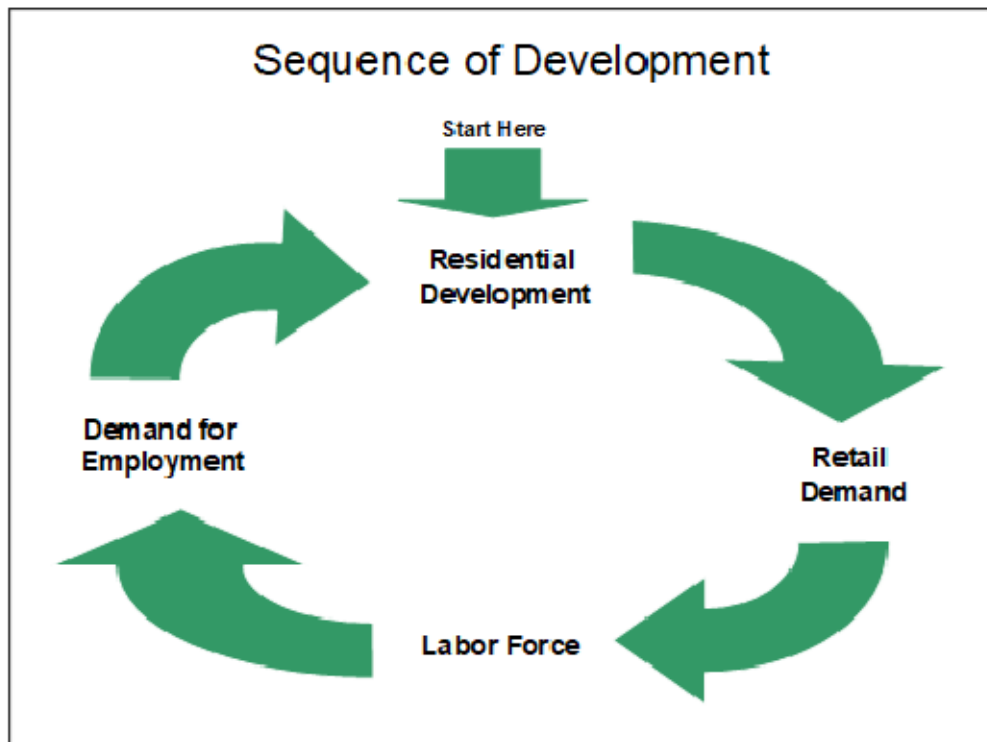 Sequence of Development
Start Here
Residential
Development
Retail
Demand
Labor Force
Demand for
Employment